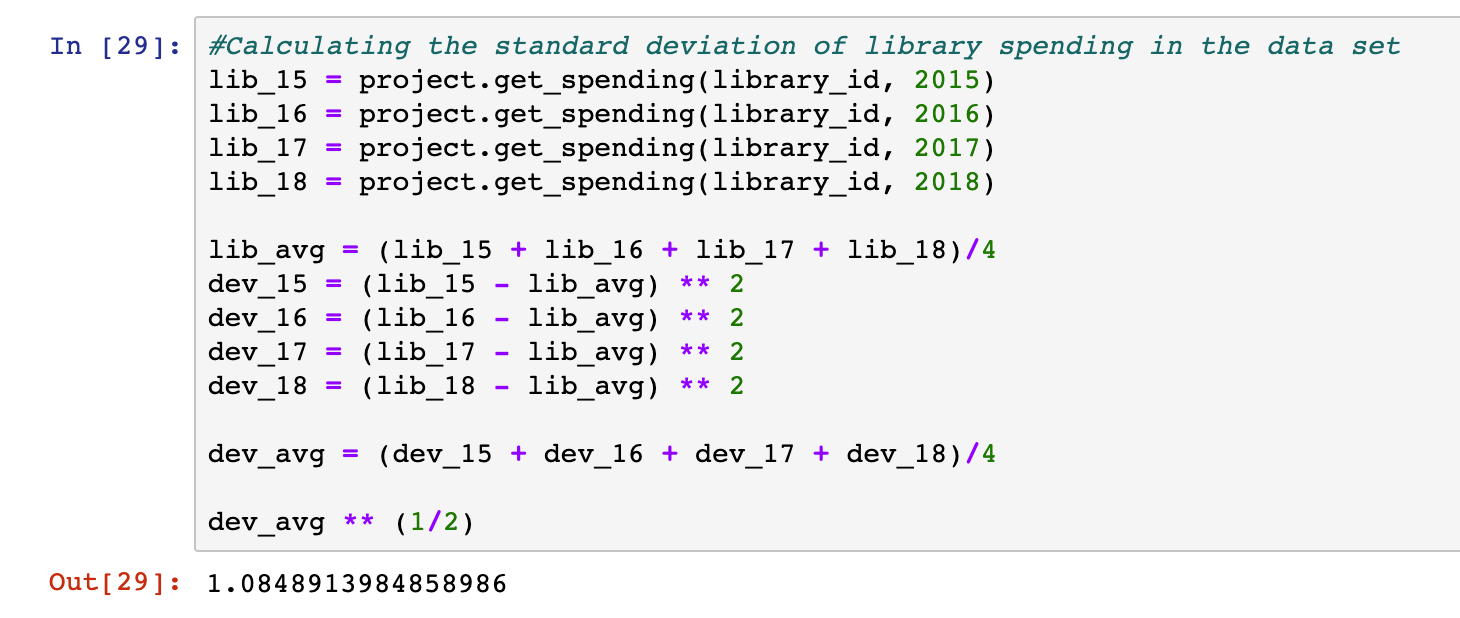 In [29]: #Calculating the standard deviation of library spending in the data set
lib_15 = project.get_spending(library_id, 2015)
lib_16 = project.get_spending(library_id, 2016)
lib_17 = project.get_spending(library_id, 2017)
lib_18 = project.get_spending(library_id, 2018)

lib_avg = (lib_15 + lib_16 + lib_17 + lib_18)/4
dev_15 = (lib_15 - lib_avg) ** 2
dev_16 = (lib_16 - lib_avg) ** 2
dev_17 = (lib_17 - lib_avg) ** 2
dev_18 = (lib_18 - lib_avg) ** 2

dev_avg = (dev_15 + dev_16 + dev_17 + dev_18)/4

dev_avg ** (1/2)
Out[29]: 1.0848913984858986